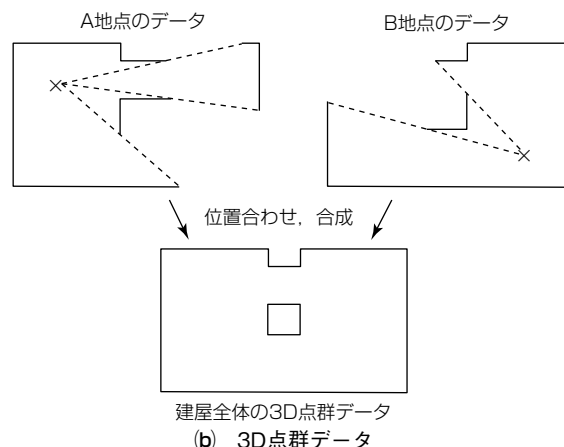 A地点のデータ
B地点のデータ
位置合わせ，合成
建屋全体の3D点群データ
(b) 3D点群データ